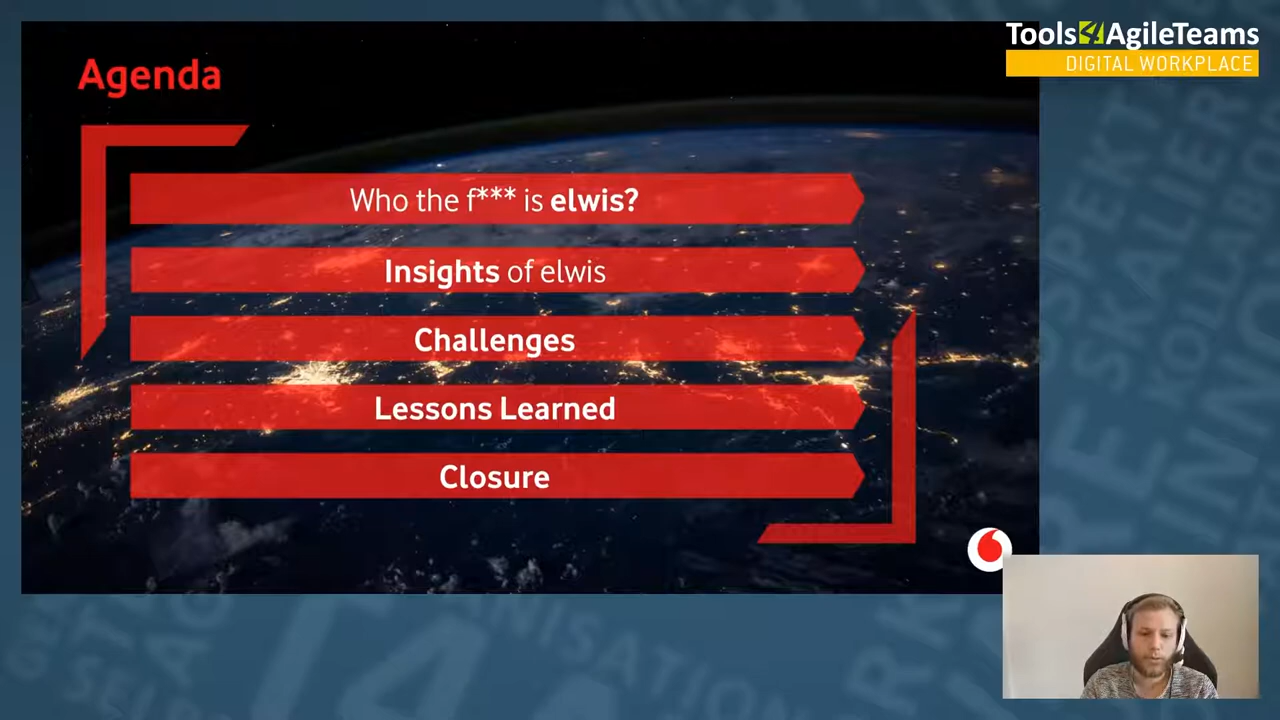 Agenda
Tools4AgileTeams
DIGITAL WORKPLACE
Who the f*** is elwis?
Insights of elwis
Challenges
Lessons Learned
Closure